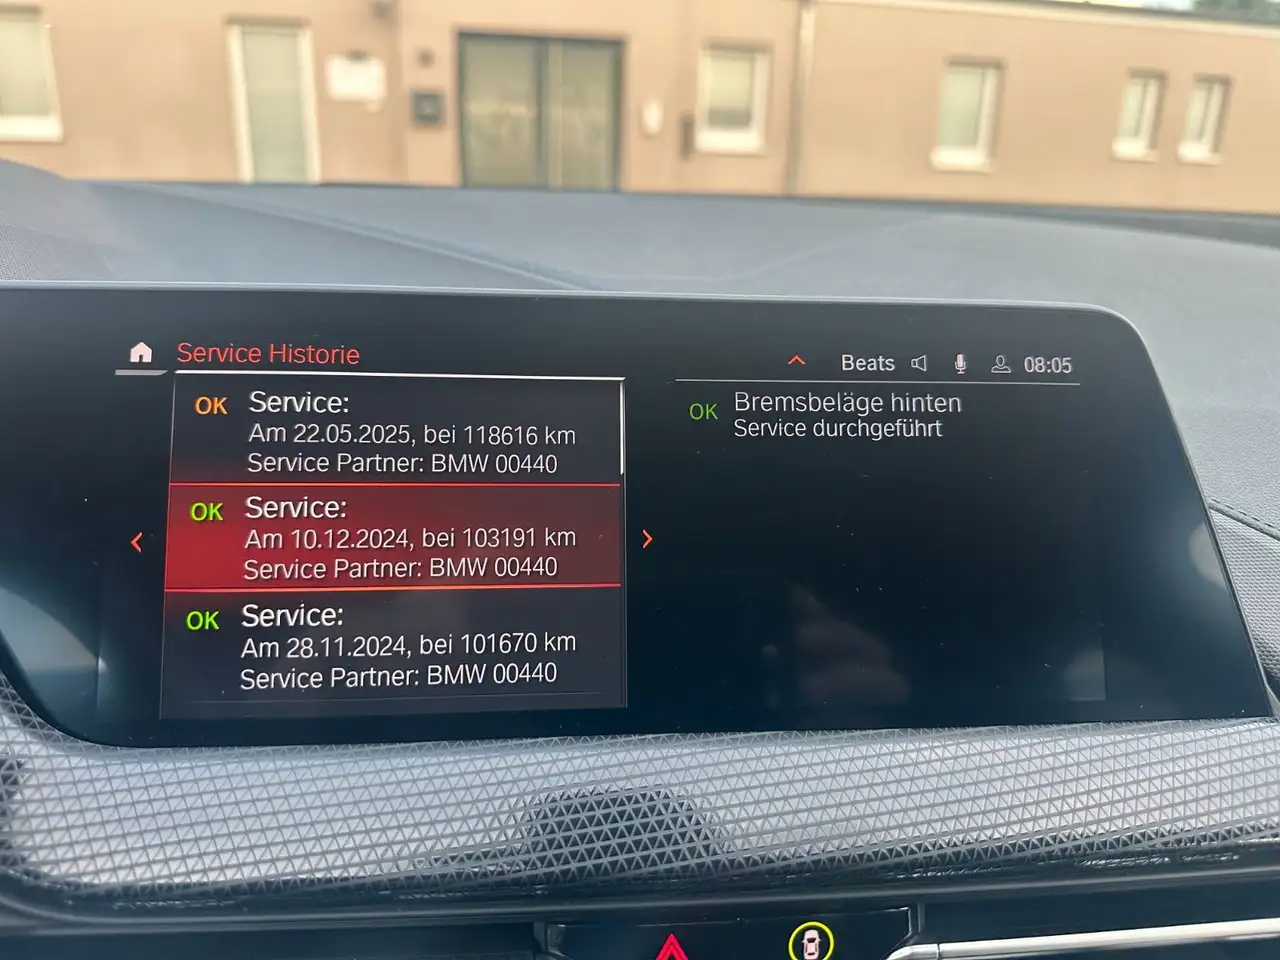 Service Historie
Beats
08:05
OK Service:
Am 22.05.2025, bei 118616 km
Service Partner: BMW 00440
OK Service:
Am 10.12.2024, bei 103191 km
Service Partner: BMW 00440
OK Service:
Am 28.11.2024, bei 101670 km
Service Partner: BMW 00440
OK Bremsbeläge hinten
Service durchgeführt